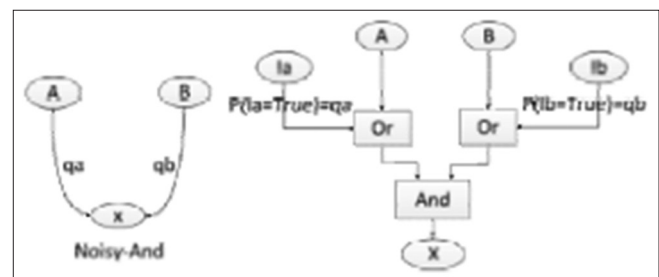 A
B
qa
qb
x
Noisy-And
A
B
Ia
Ib
P(Ia=True)=qa
P(Ib=True)=qb
Or
Or
And
X